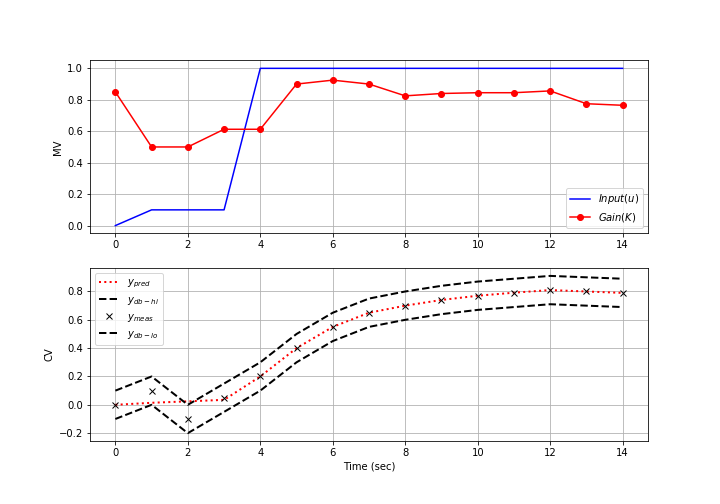 1.0
0.8
0.6
0.4
0.2
0.0
MV
Input(u)
Gain(K)
0 2 4 6 8 10 12 14
0.8
0.6
0.4
0.2
0.0
−0.2
CV
y_pred
y_db−hi
y_meas
y_db−lo
0 2 4 6 8 10 12 14
Time (sec)